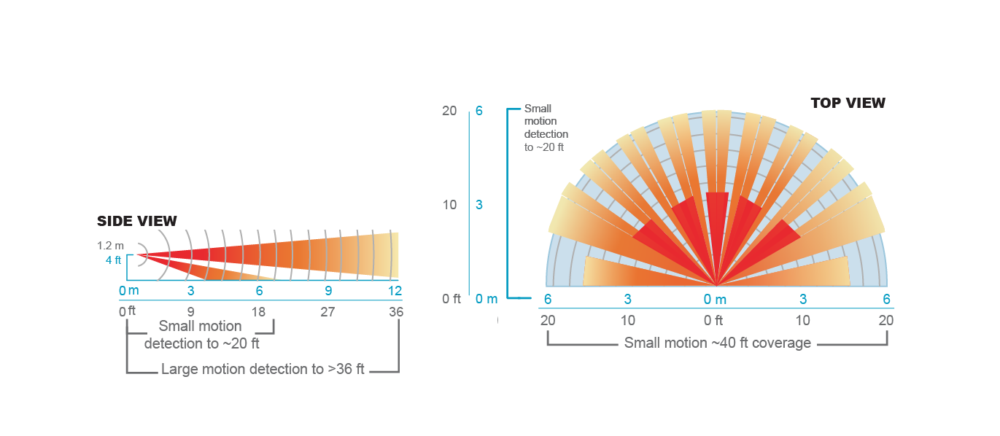 SIDE VIEW
1.2 m
4 ft
0 m 3 6 9 12
0 ft 9 18 27 36
Small motion
detection to ~20 ft
Large motion detection to >36 ft
TOP VIEW
20 6
10 3
0 ft 0 m
Small
motion
detection
to ~20 ft
6 3 0 m 3 6
20 10 0 ft 10 20
Small motion ~40 ft coverage